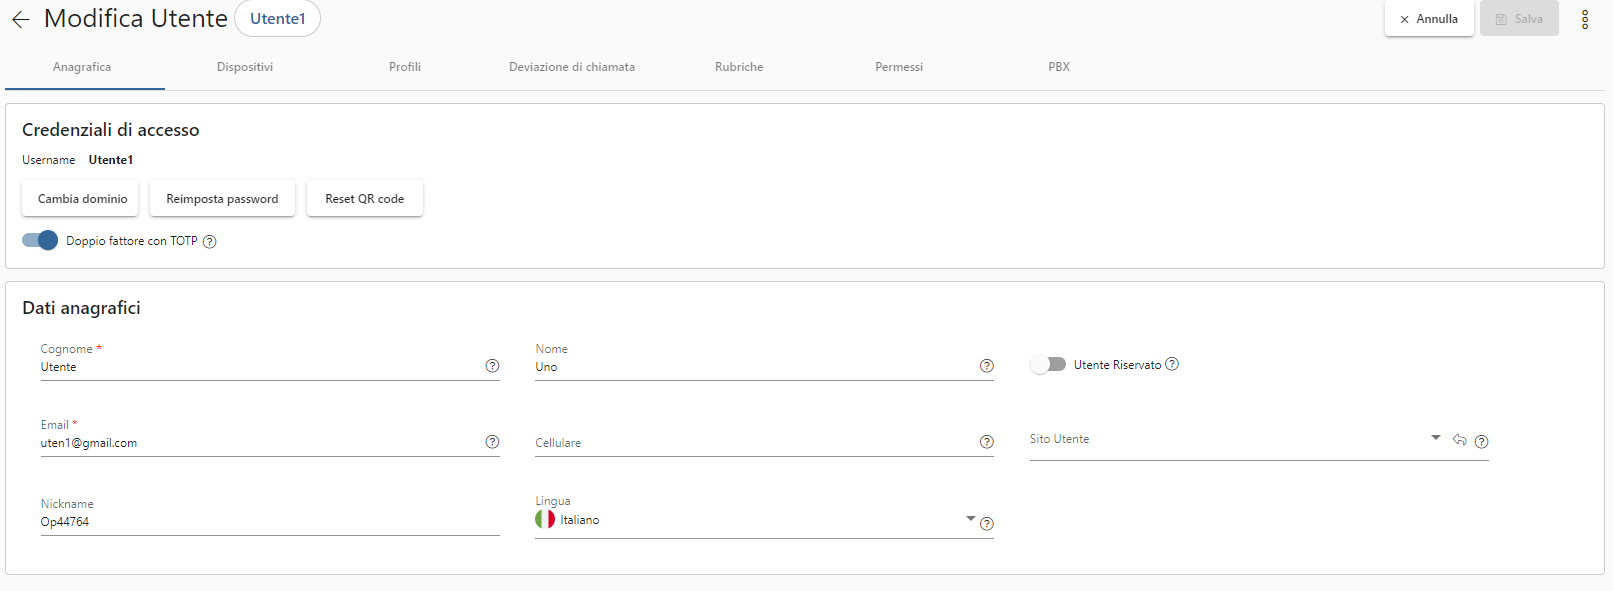 Modifica Utente Utente1
Annulla Salva
Anagrafica Dispositivi Profili Deviazione di chiamata Rubriche Permessi PBX
Credenziali di accesso
Username Utente1
Cambia dominio Reimposta password Reset QR code
Doppio fattore con TOTP
Dati anagrafici
Cognome * Nome
Utente Uno Utente Riservato
Email *
uten1@gmail.com Cellulare Sito Utente
Nickname Lingua
Op44764 Italiano